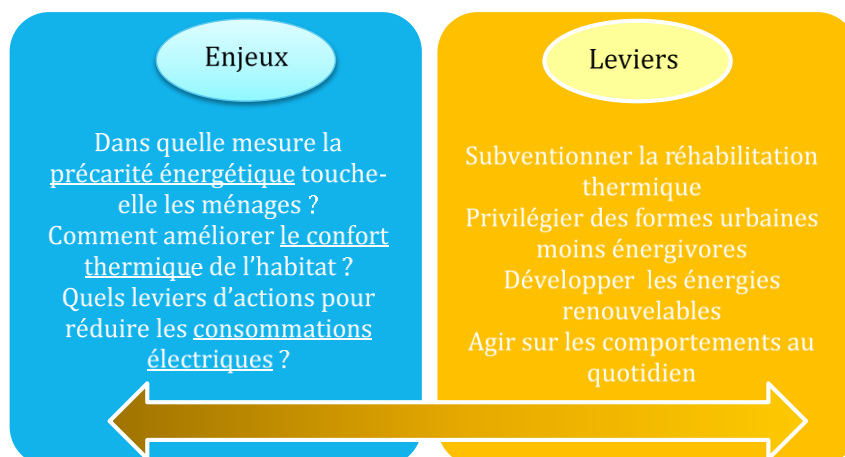 Enjeux
Dans quelle mesure la
précarité énergétique touche-
elle les ménages ?
Comment améliorer le confort
thermique de l'habitat ?
Quels leviers d'actions pour
réduire les consommations
électriques ?
Leviers
Subventionner la réhabilitation
thermique
Privilégier des formes urbaines
moins énergivores
Développer les énergies
renouvelables
Agir sur les comportements au
quotidien